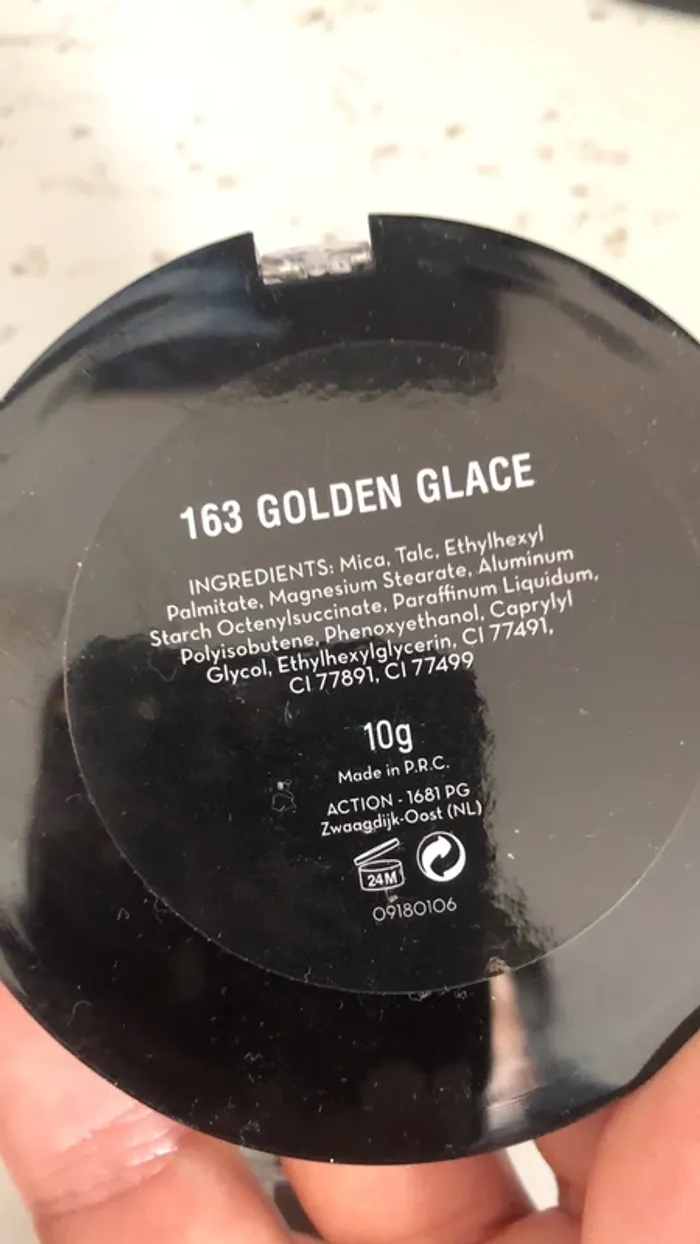 163 GOLDEN GLACE
INGREDIENTS: Mica, Talc, Ethylhexyl
Palmitate, Magnesium Stearate, Aluminum
Starch Octenylsuccinate, Paraffinum Liquidum,
Polyisobutene, Phenoxyethanol, Caprylyl
Glycol, Ethylhexylglycerin, CI 77491,
CI 77891, CI 77499
10g
Made in P.R.C.
ACTION - 1681 PG
Zwaagdijk-Oost (NL)
24M
09180106